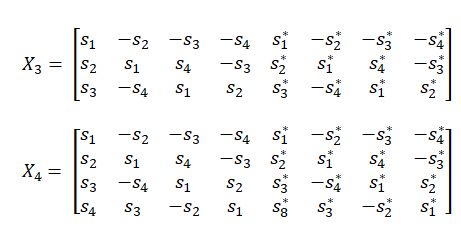 X₃ = [s₁ −s₂ −s₃ −s₄ s₁* −s₂* −s₃* −s₄*
s₂ s₁ s₄ −s₃ s₂* s₁* s₄* −s₃*
s₃ −s₄ s₁ s₂ s₃* −s₄* s₁* s₂*]
X₄ = [s₁ −s₂ −s₃ −s₄ s₁* −s₂* −s₃* −s₄*
s₂ s₁ s₄ −s₃ s₂* s₁* s₄* −s₃*
s₃ −s₄ s₁ s₂ s₃* −s₄* s₁* s₂*
s₄ s₃ −s₂ s₁ s₈* s₃* −s₂* s₁*]